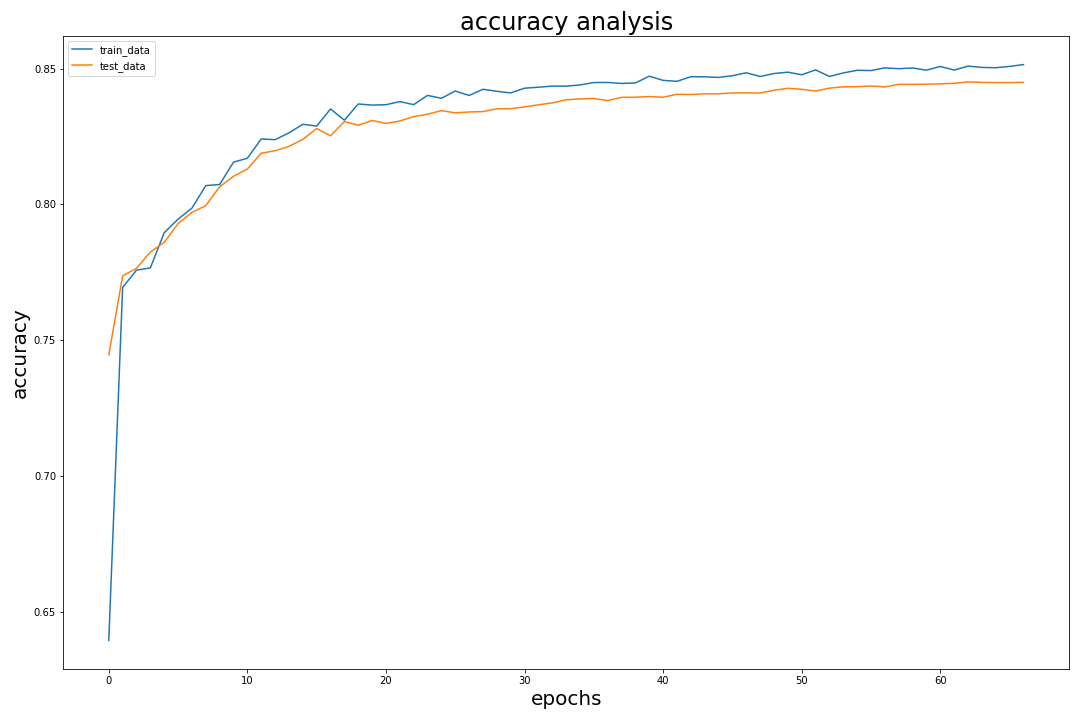 accuracy analysis
train_data
test_data
accuracy
0.85
0.80
0.75
0.70
0.65
0 10 20 30 40 50 60
epochs